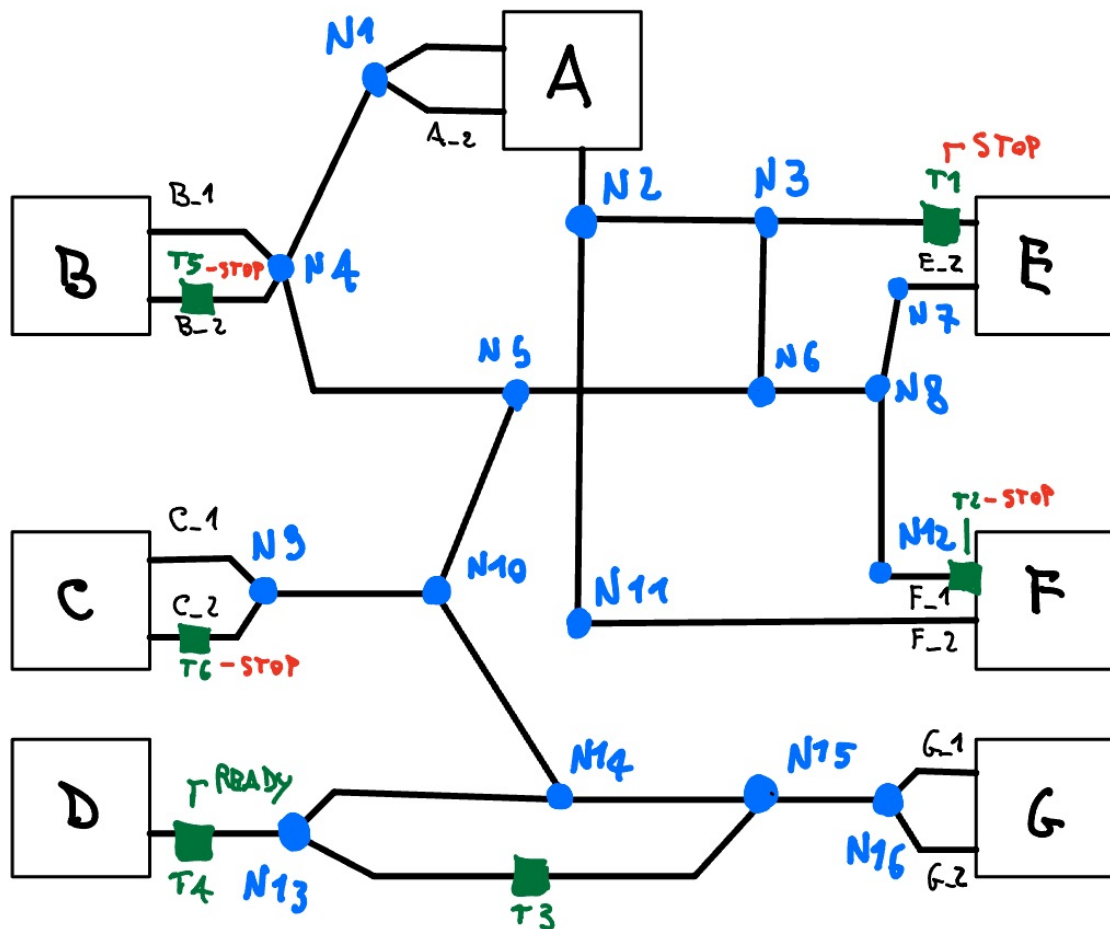 N1
A
A_2
STOP
N2
N3
T1
B_1
B
T5
-STOP
N4
E_2
E
B_2
N7
N5
N6
N8
T2-STOP
C_1
N9
N12
C
N10
C_2
N11
F_1
F
T6-STOP
F_2
N14
N15
G_1
READY
D
G
N16
T4
N13
G_2
T3